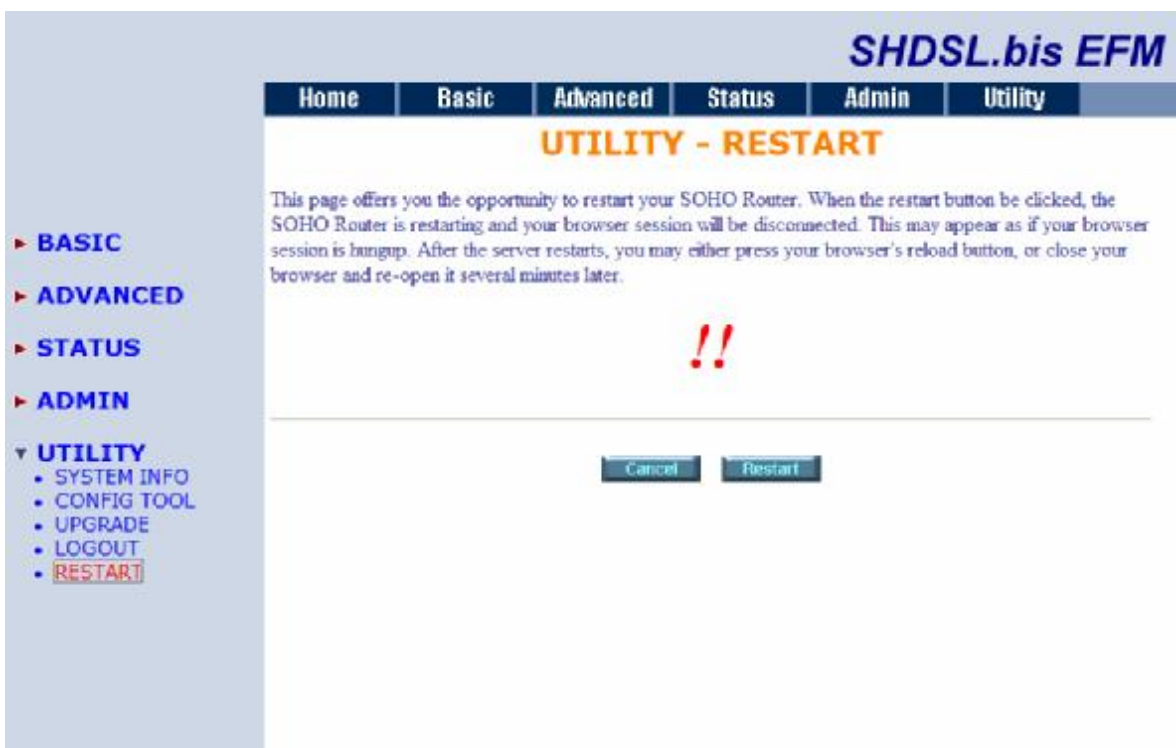 SHDSL.bis EFM
Home Basic Advanced Status Admin Utility
UTILITY - RESTART
This page offers you the opportunity to restart your SOHO Router. When the restart button be clicked, the
SOHO Router is restarting and your browser session will be disconnected. This may appear as if your browser
session is hungup. After the server restarts, you may either press your browser's reload button, or close your
browser and re-open it several minutes later.
!!
Cancel Restart
BASIC
ADVANCED
STATUS
ADMIN
UTILITY
SYSTEM INFO
CONFIG TOOL
UPGRADE
LOGOUT
RESTART